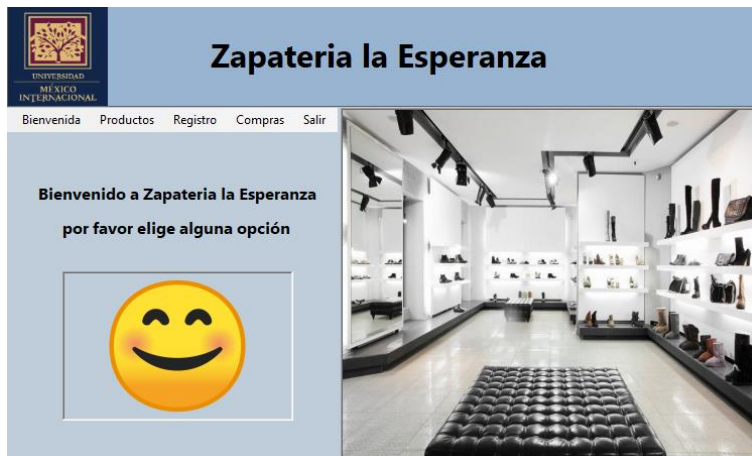 Zapateria la Esperanza
UNIVERSIDAD
MÉXICO
INTERNACIONAL
Bienvenida Productos Registro Compras Salir
Bienvenido a Zapateria la Esperanza
por favor elige alguna opción